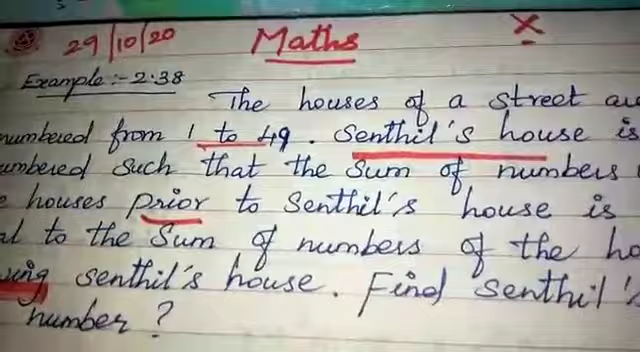 29/10/20 Maths X
Example:- 2.38
The houses of a street are
numbered from 1 to 49. Senthil's house is
numbered such that the sum of numbers
houses prior to Senthil's house is
to the sum of numbers of the
senthil's house. Find senthil's
number?